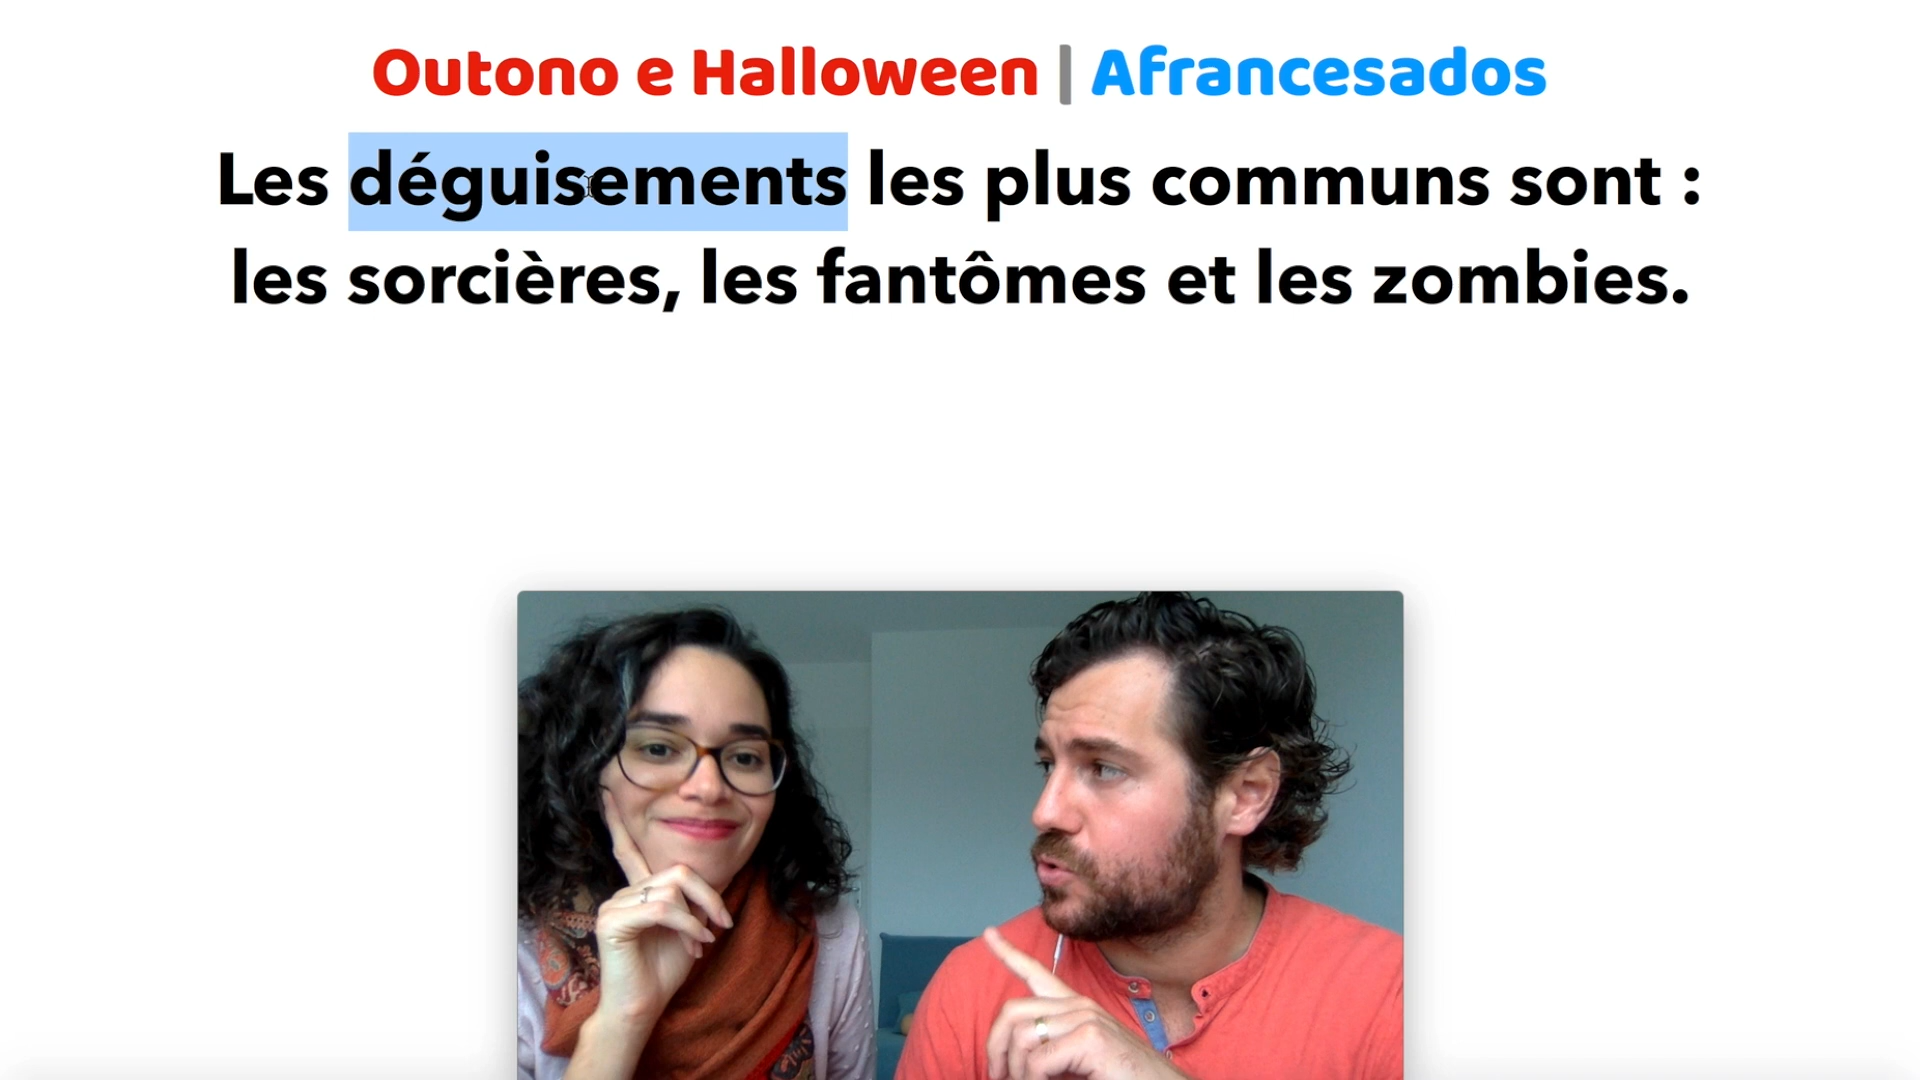 Outono e Halloween | Afrancesados
Les déguisements les plus communs sont :
les sorcières, les fantômes et les zombies.